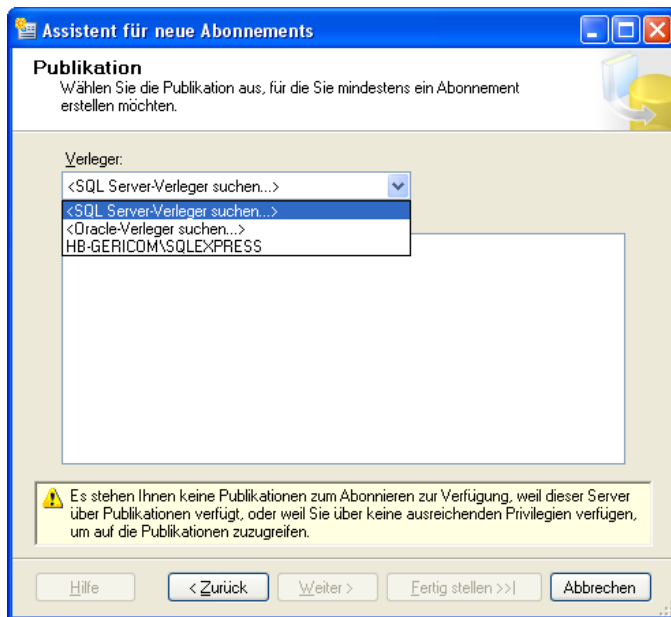 Assistent für neue Abonnements
Publikation
Wählen Sie die Publikation aus, für die Sie mindestens ein Abonnement
erstellen möchten.
Verleger:
<SQL Server-Verleger suchen...>
<SQL Server-Verleger suchen...>
<Oracle-Verleger suchen...>
HB-GERICOM\SQLEXPRESS
Es stehen Ihnen keine Publikationen zum Abonnieren zur Verfügung, weil dieser Server
über Publikationen verfügt, oder weil Sie über keine ausreichenden Privilegien verfügen,
um auf die Publikationen zuzugreifen.
Hilfe
< Zurück
Weiter >
Fertig stellen >>|
Abbrechen